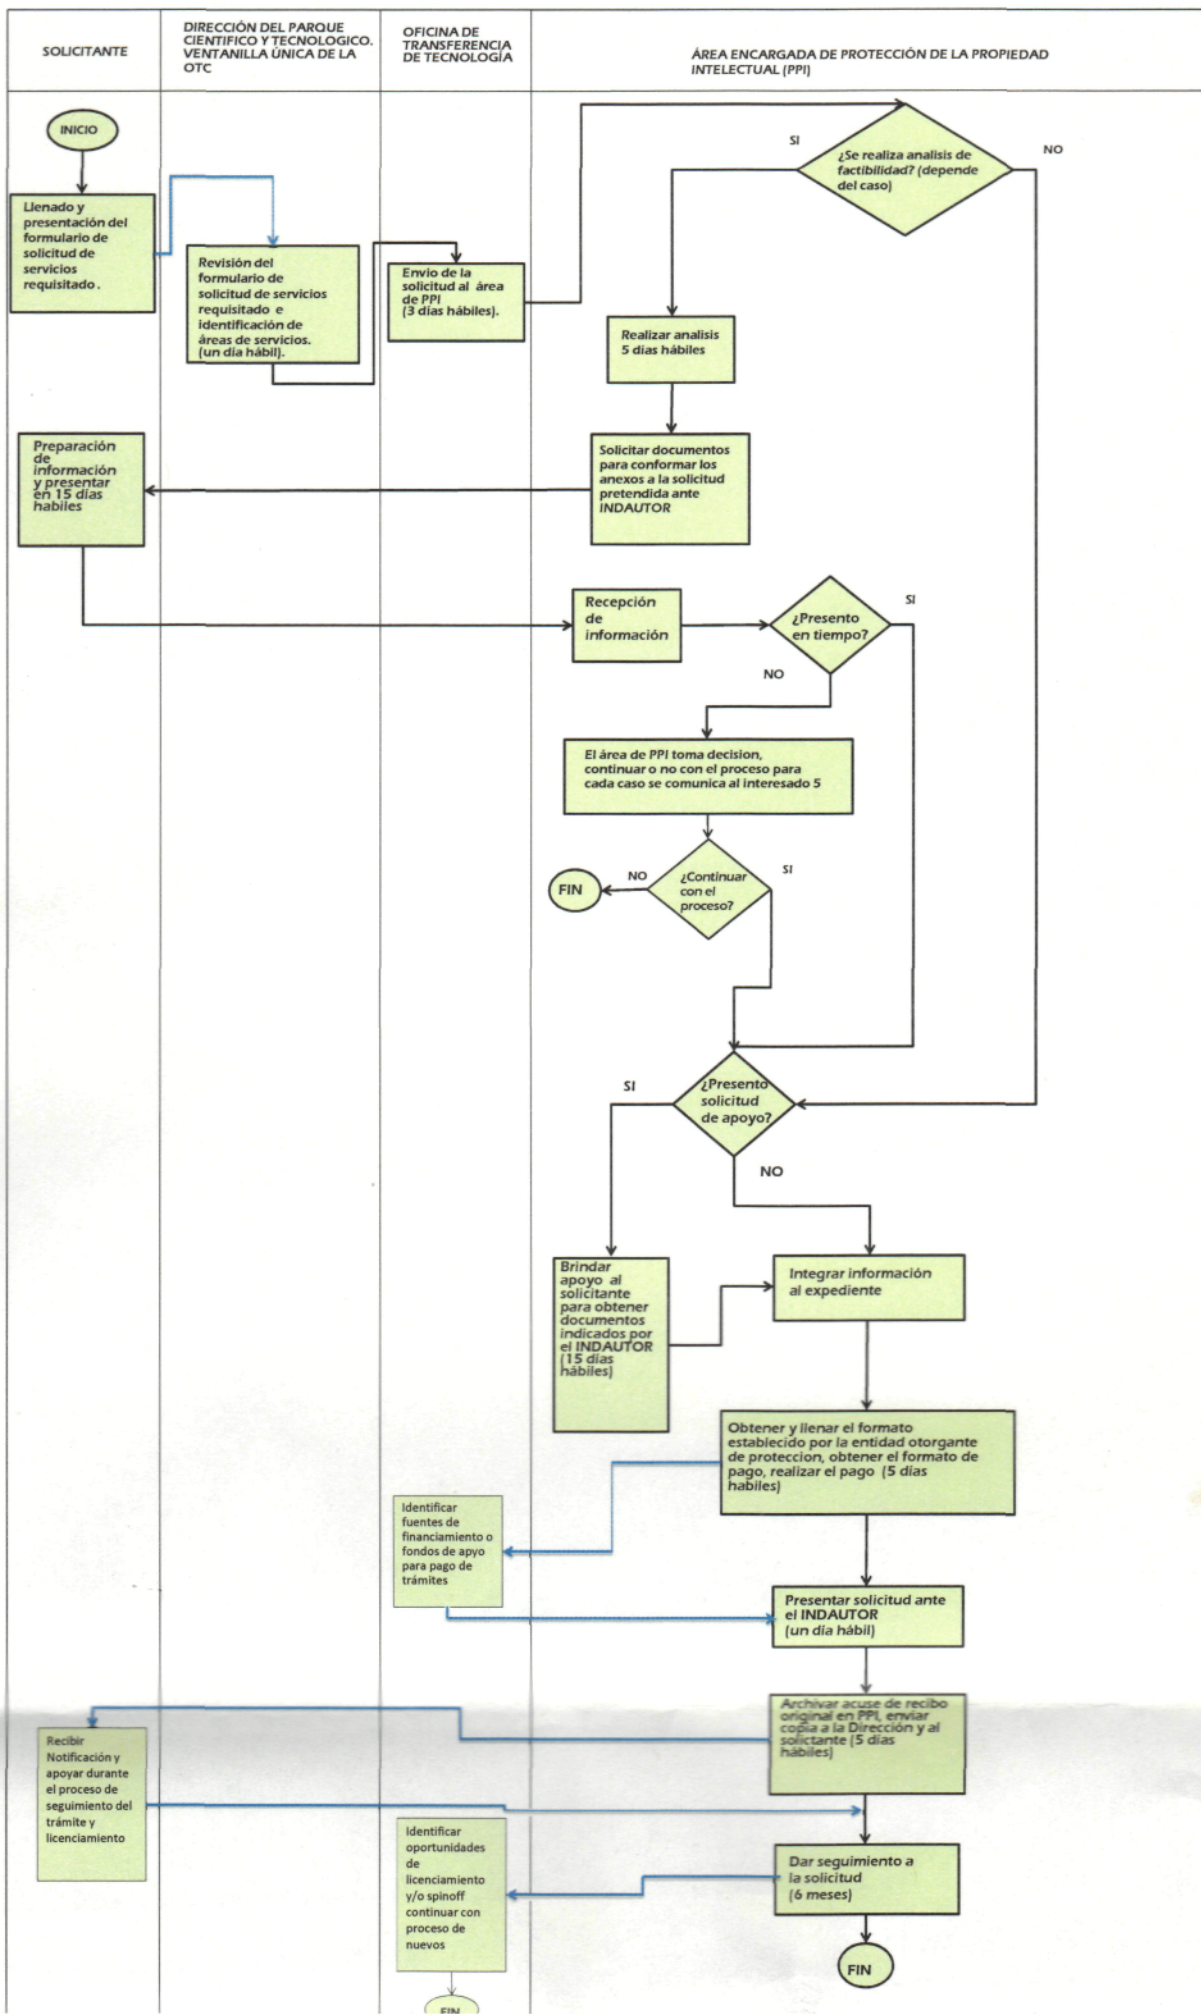 SOLICITANTE
DIRECCIÓN DEL PARQUE
CIENTIFICO Y TECNOLOGICO.
VENTANILLA ÚNICA DE LA
OTC
OFICINA DE
TRANSFERENCIA
DE TECNOLOGÍA
ÁREA ENCARGADA DE PROTECCIÓN DE LA PROPIEDAD
INTELECTUAL (PPI)
INICIO
Llenado y
presentación del
formulario de
solicitud de
servicios
requisitado.
Revisión del
formulario de
solicitud de servicios
requisitado e
identificación de
áreas de servicios.
(un día hábil).
Envio de la
solicitud al área
de PPI
(3 días hábiles).
SI
¿Se realiza analisis de
factibilidad? (depende
del caso)
NO
Realizar analisis
5 días hábiles
Solicitar documentos
para conformar los
anexos a la solicitud
pretendida ante
INDAUTOR
Preparación
de
información
y presentar
en 15 días
habiles
Recepción
de
información
¿Presento
en tiempo?
SI
NO
El área de PPI toma decision,
continuar o no con el proceso para
cada caso se comunica al interesado 5
¿Continuar
con el
proceso?
NO
SI
FIN
¿Presento
solicitud
de apoyo?
SI
NO
Brindar
apoyo al
solicitante
para obtener
documentos
indicados por
el INDAUTOR
(15 días
hábiles)
Integrar información
al expediente
Obtener y llenar el formato
establecido por la entidad otorgante
de proteccion, obtener el formato de
pago, realizar el pago (5 días
habiles)
Identificar
fuentes de
financiamiento o
fondos de apyo
para pago de
trámites
Presentar solicitud ante
el INDAUTOR
(un día hábil)
Archivar acuse de recibo
original en PPI, enviar
copia a la Dirección y al
solictante (5 días
hábiles)
Recibir
Notificación y
apoyar durante
el proceso de
seguimiento del
trámite y
licenciamiento
Identificar
oportunidades
de
licenciamiento
y/o spinoff
continuar con
proceso de
nuevos
Dar seguimiento a
la solicitud
(6 meses)
FIN
FIN